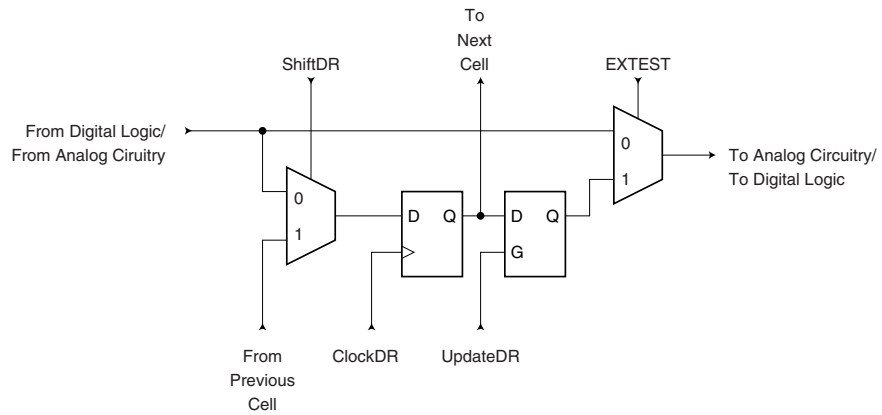 To
Next
Cell
ShiftDR
EXTEST
From Digital Logic/
From Analog Ciruitry
0
1
To Analog Circuitry/
To Digital Logic
0
1
D Q
D Q
G
From
Previous
Cell
ClockDR
UpdateDR